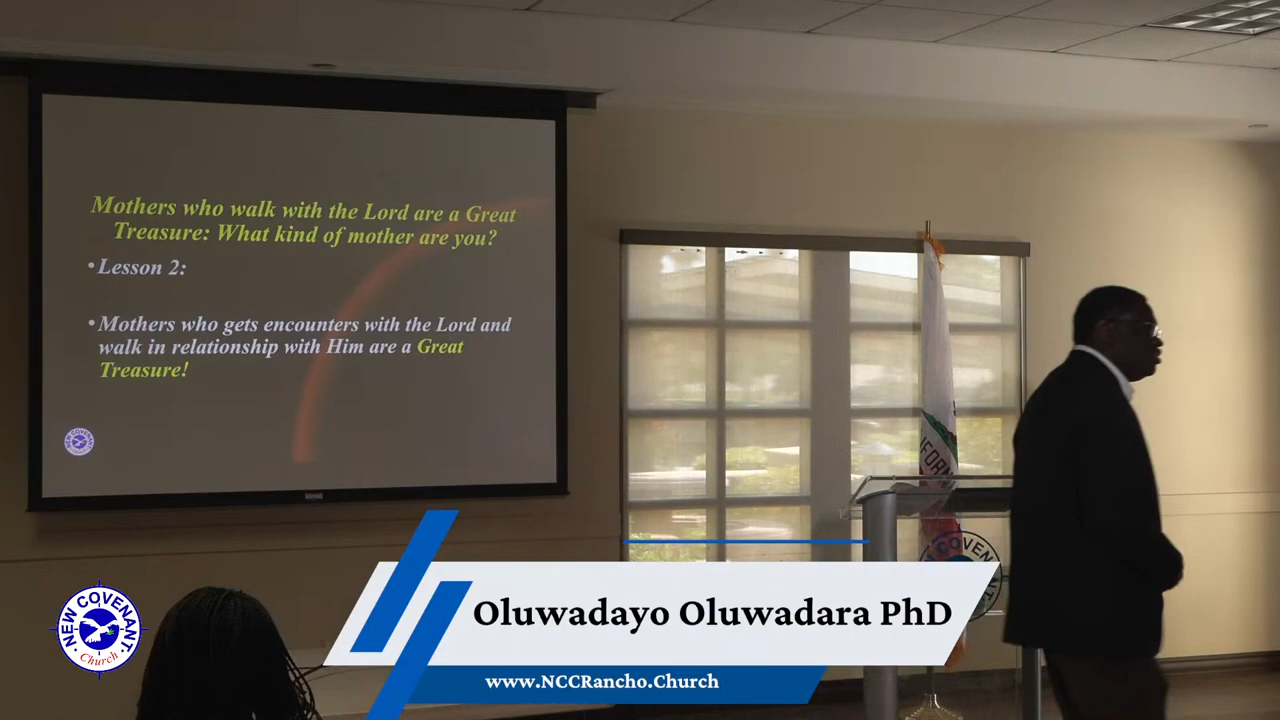 Mothers who walk with the Lord are a Great
Treasure: What kind of mother are you?
•Lesson 2:
•Mothers who gets encounters with the Lord and
walk in relationship with Him are a Great
Treasure!
NEW COVENANT
Church
Oluwadayo Oluwadara PhD
www.NCCRancho.Church
COVENANT